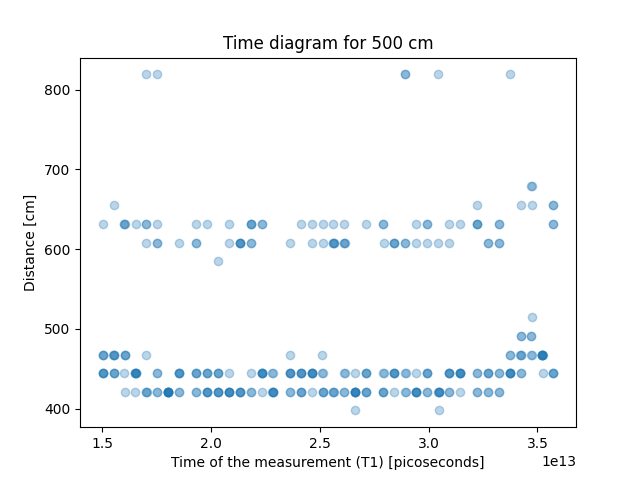 Time diagram for 500 cm
Distance [cm]
800
700
600
500
400
1.5 2.0 2.5 3.0 3.5
1e13
Time of the measurement (T1) [picoseconds]